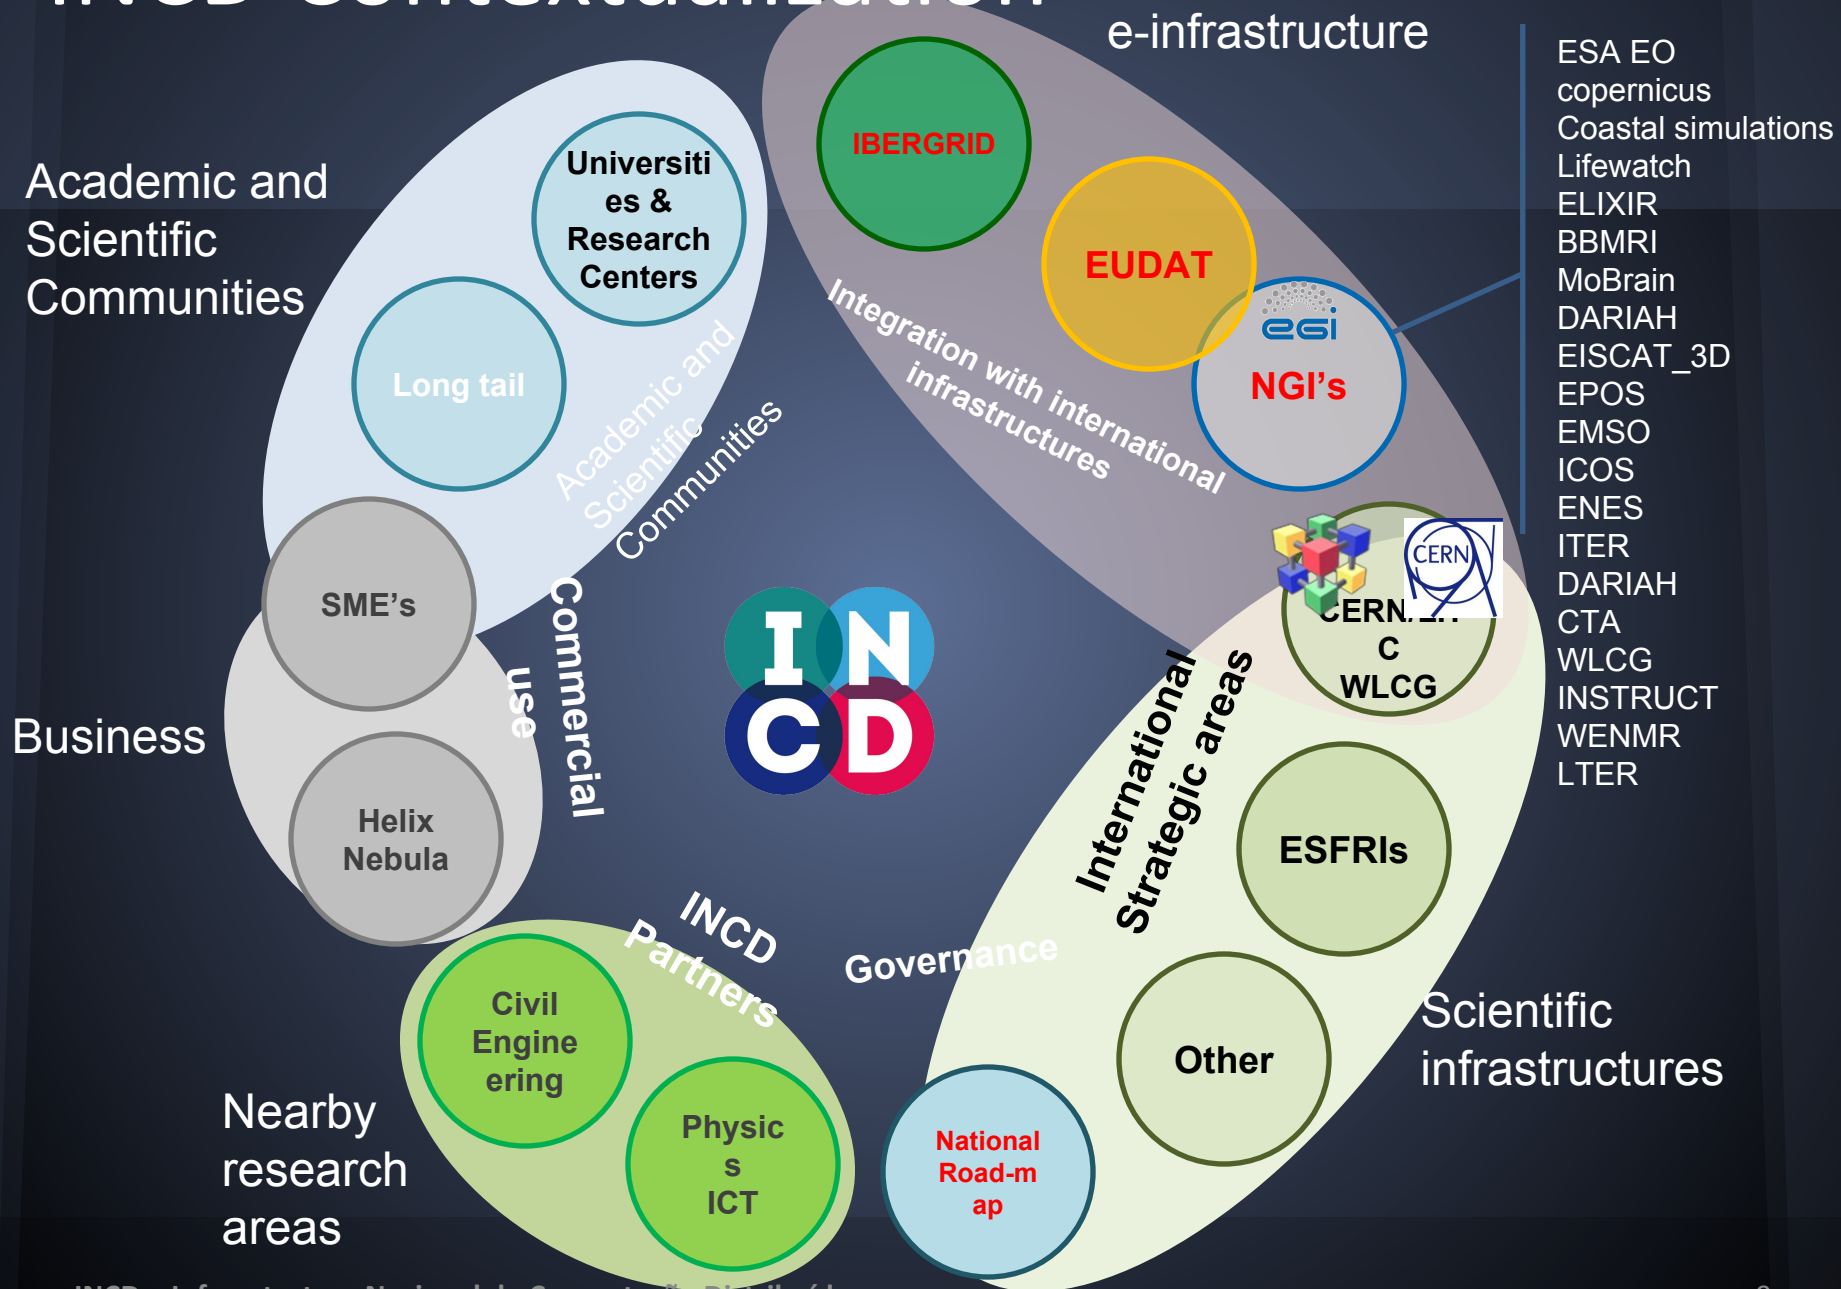 INCD Contextualization
e-infrastructure
ESA EO
copernicus
Coastal simulations
Lifewatch
ELIXIR
BBMRI
MoBrain
DARIAH
EISCAT_3D
EPOS
EMSO
ICOS
ENES
ITER
DARIAH
CTA
WLCG
INSTRUCT
WENMR
LTER
Academic and
Scientific
Communities
Universiti
es &
Research
Centers
Long tail
Academic and
Scientific
Communities
IBERGRID
EUDAT
egi
NGI's
Integration with international
infrastructures
SME's
Commercial
use
Business
Helix
Nebula
I N
C D
CERN
C
WLCG
International
Strategic areas
ESFRIs
Other
Scientific
infrastructures
INCD
Partners
Governance
Civil
Engine
ering
Physic
s
ICT
National
Road-m
ap
Nearby
research
areas